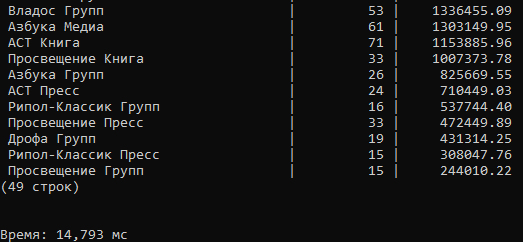 Владос Групп | 53 | 1336455.09
Азбука Медиа | 61 | 1303149.95
АСТ Книга | 71 | 1153885.96
Просвещение Книга | 33 | 1007373.78
Азбука Групп | 26 | 825669.55
АСТ Пресс | 24 | 710449.03
Рипол-Классик Групп | 16 | 537744.40
Просвещение Пресс | 33 | 472449.89
Дрофа Групп | 19 | 431314.25
Рипол-Классик Пресс | 15 | 308047.76
Просвещение Групп | 15 | 244010.22
(49 строк)
Время: 14,793 мс